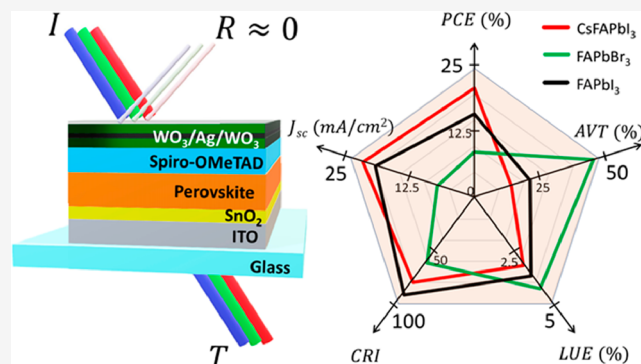 I
R ≈ 0
WO₃/Ag/WO₃
Spiro-OMeTAD
Perovskite
SnO₂
ITO
Glass
T
PCE (%)
CsFAPbI₃
FAPbBr₃
FAPbI₃
25
12.5
AVT (%)
50
25
0
J_sc (mA/cm²)
25
12.5
50
100
CRI
2.5
5
LUE (%)